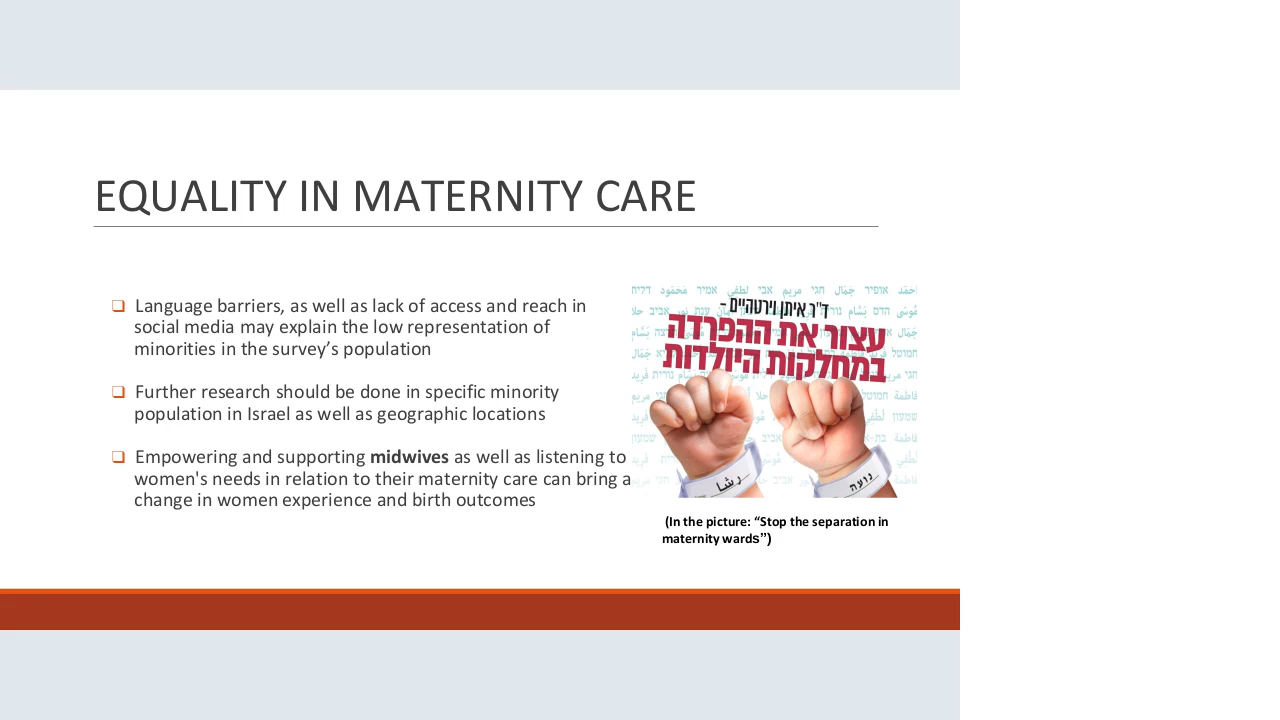 EQUALITY IN MATERNITY CARE
❑ Language barriers, as well as lack of access and reach in
social media may explain the low representation of
minorities in the survey’s population
❑ Further research should be done in specific minority
population in Israel as well as geographic locations
❑ Empowering and supporting midwives as well as listening to
women's needs in relation to their maternity care can bring a
change in women experience and birth outcomes
ד"ר איתן וירטהיים –
עצור את ההפרדה
במחלקות היולדות
رشا
נועה
(In the picture: “Stop the separation in
maternity wards”)